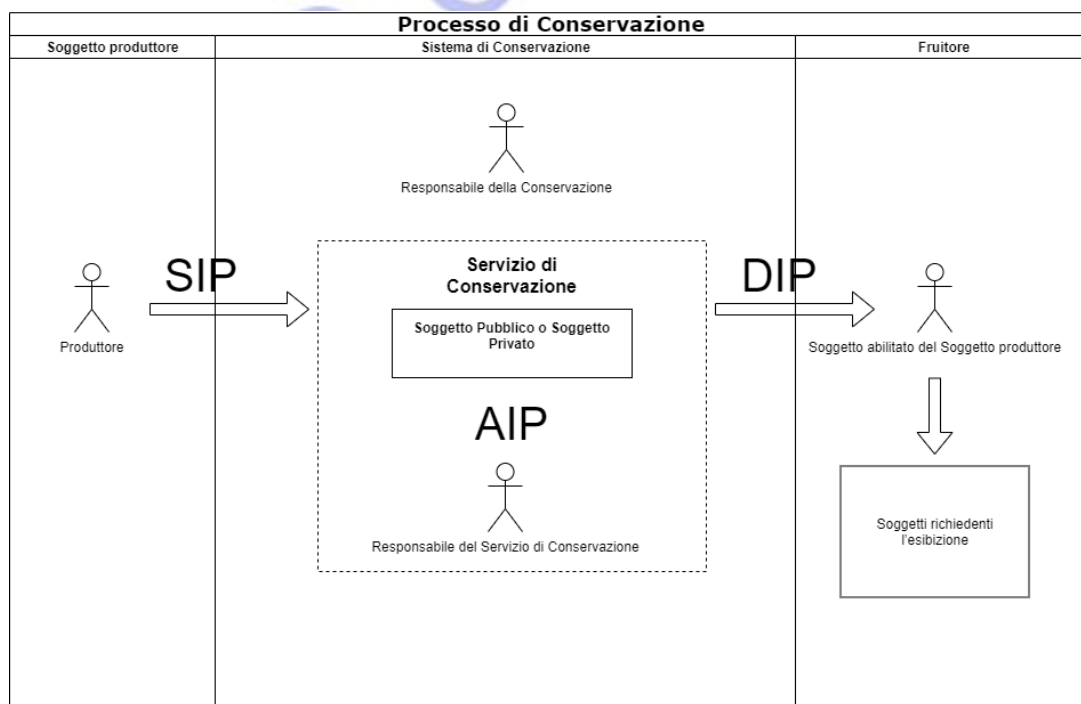 Processo di Conservazione
Soggetto produttore
Sistema di Conservazione
Fruitore
Responsabile della Conservazione
SIP
Servizio di
Conservazione
DIP
Soggetto Pubblico o Soggetto
Privato
Produttore
Soggetto abilitato del Soggetto produttore
AIP
Responsabile del Servizio di Conservazione
Soggetti richiedenti
l'esibizione